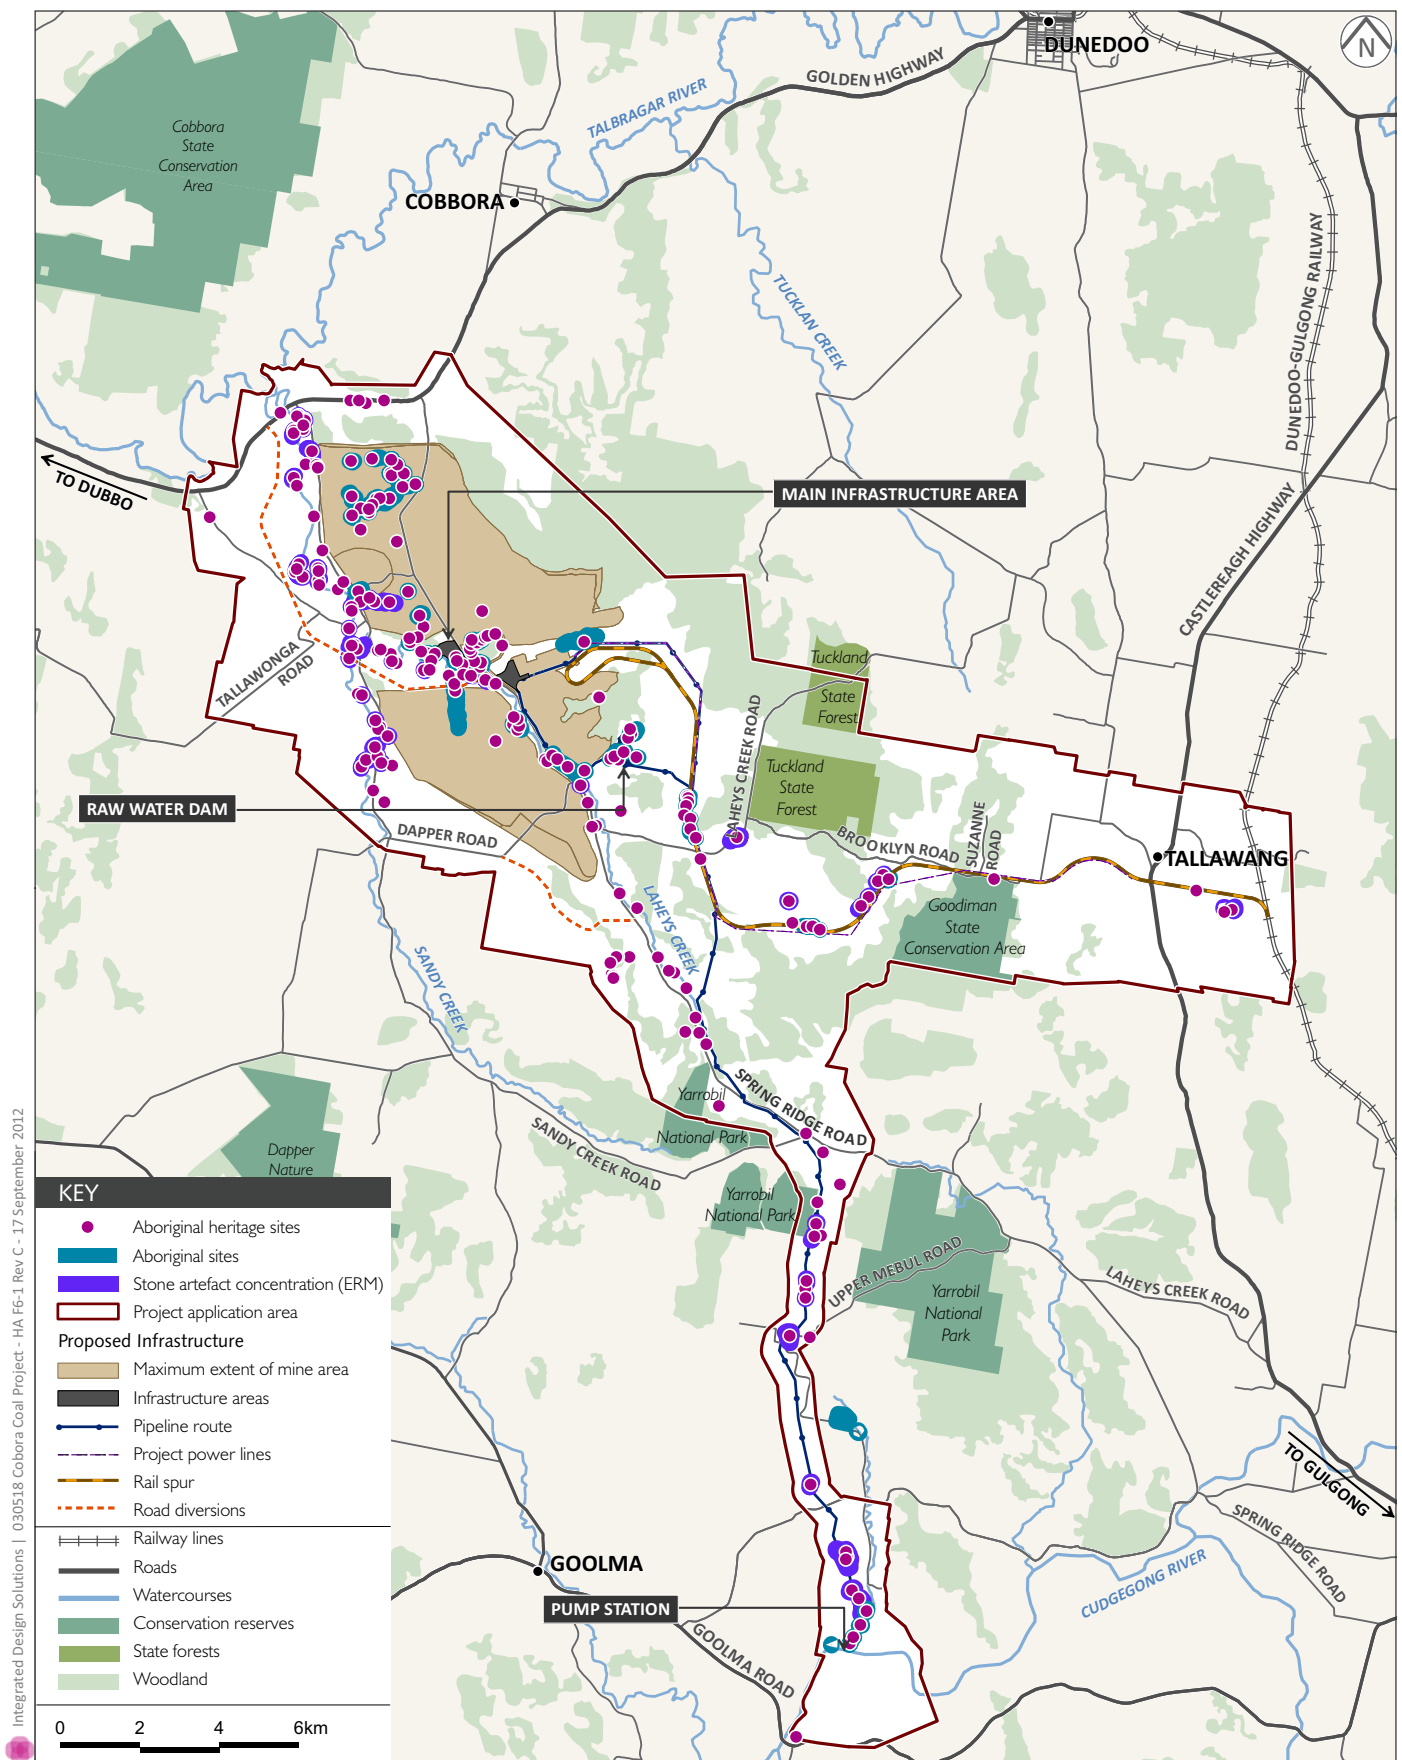 DUNEDOO
N
GOLDEN HIGHWAY
TALBRAGAR RIVER
Cobbora
State
Conservation
Area
COBBORA
TUCKLAN CREEK
DUNEDOO-GULGONG RAILWAY
TO DUBBO
MAIN INFRASTRUCTURE AREA
CASTLEREAGH HIGHWAY
TALLAWONGA
ROAD
Tuckland
State
Forest
LAHEYS CREEK ROAD
Tuckland
State
Forest
RAW WATER DAM
DAPPER ROAD
BROOKLYN ROAD
SUZANNE
ROAD
TALLAWANG
LAHEYS CREEK
Goodiman
State
Conservation Area
SANDY CREEK
SPRING RIDGE ROAD
Yarrobil
National Park
SANDY CREEK ROAD
Dapper
Nature
Yarrobil
National Park
UPPER MEBUL ROAD
LAHEYS CREEK ROAD
Yarrobil
National
Park
TO GULGONG
SPRING RIDGE ROAD
GOOLMA
CUDGEGONG RIVER
PUMP STATION
GOOLMA ROAD
KEY
Aboriginal heritage sites
Aboriginal sites
Stone artefact concentration (ERM)
Project application area
Proposed Infrastructure
Maximum extent of mine area
Infrastructure areas
Pipeline route
Project power lines
Rail spur
Road diversions
Railway lines
Roads
Watercourses
Conservation reserves
State forests
Woodland
0 2 4 6km
Integrated Design Solutions | 030518 Cobora Coal Project - HA F6-1 Rev C - 17 September 2012